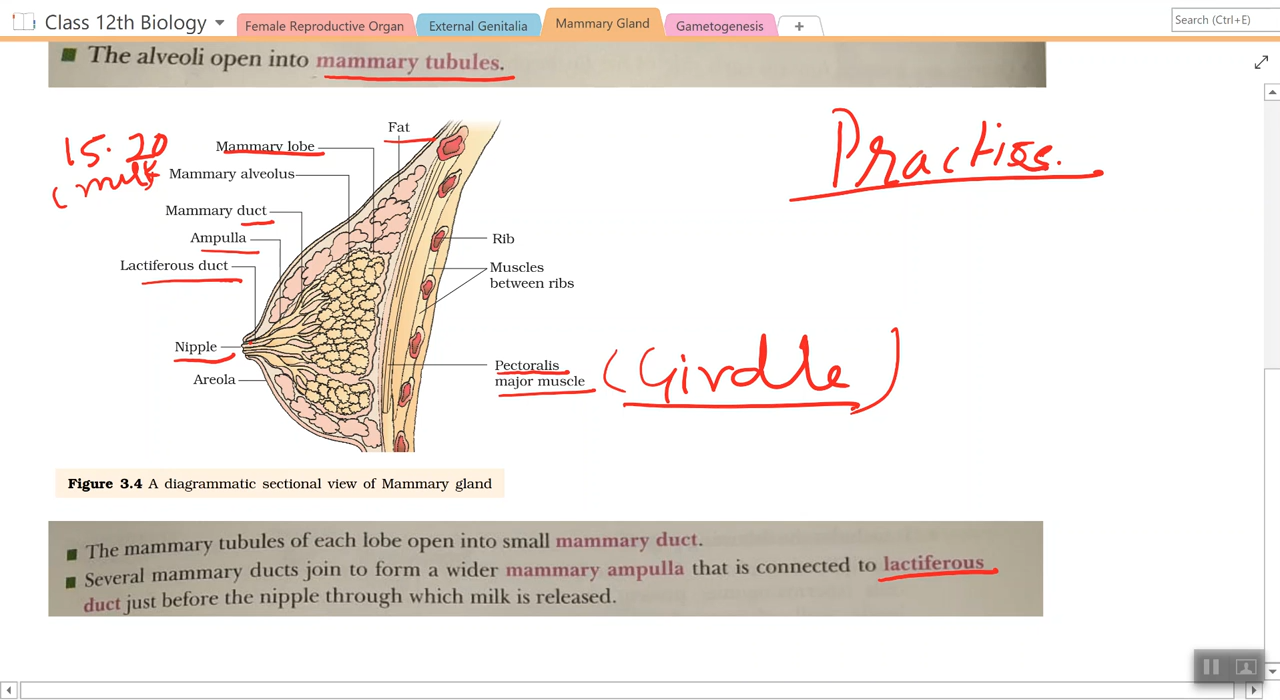 Class 12th Biology
Female Reproductive Organ
External Genitalia
Mammary Gland
Gametogenesis
+
Search (Ctrl+E)
■ The alveoli open into mammary tubules.
15-20
(milk
Practise.
Fat
Mammary lobe
Mammary alveolus
Mammary duct
Ampulla
Lactiferous duct
Nipple
Areola
Rib
Muscles
between ribs
Pectoralis
major muscle
(Girdle)
Figure 3.4 A diagrammatic sectional view of Mammary gland
■ The mammary tubules of each lobe open into small mammary duct.
■ Several mammary ducts join to form a wider mammary ampulla that is connected to lactiferous
duct just before the nipple through which milk is released.